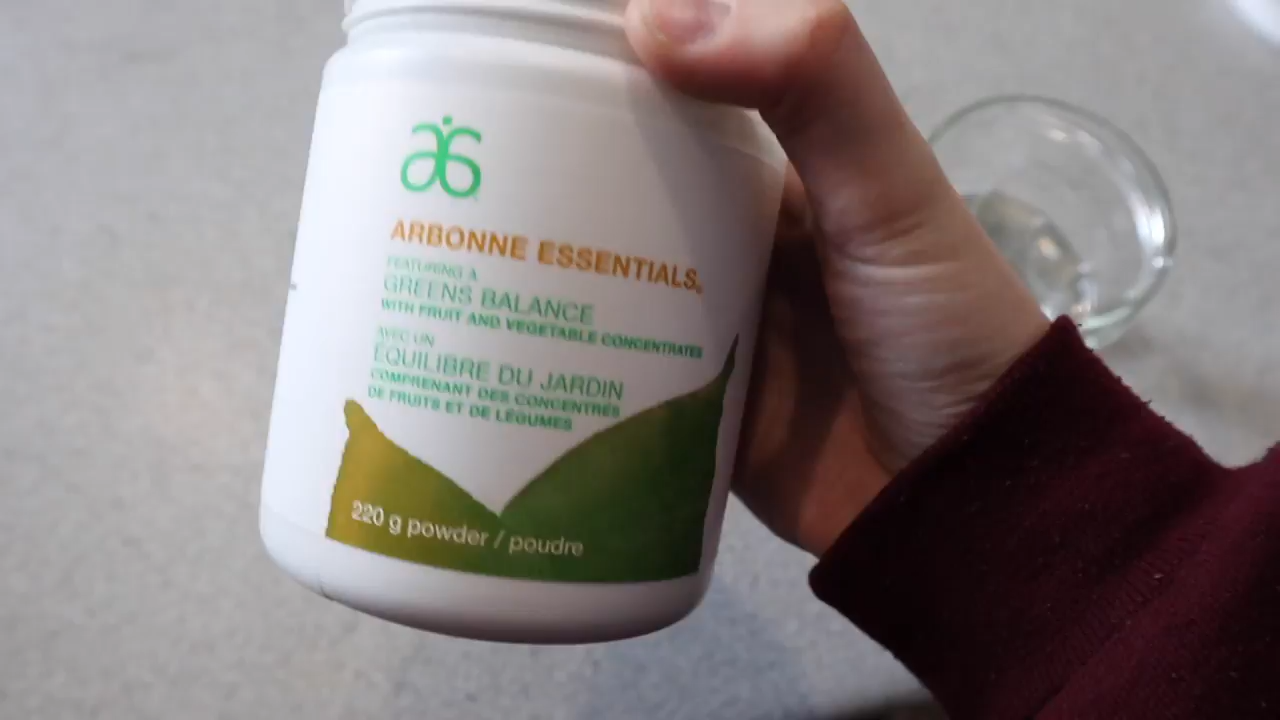 ARBONNE ESSENTIALS®
FEATURING A
GREENS BALANCE
WITH FRUIT AND VEGETABLE CONCENTRATES
AVEC UN
ÉQUILIBRE DU JARDIN
COMPRENANT DES CONCENTRÉS
DE FRUITS ET DE LÉGUMES
220 g powder / poudre